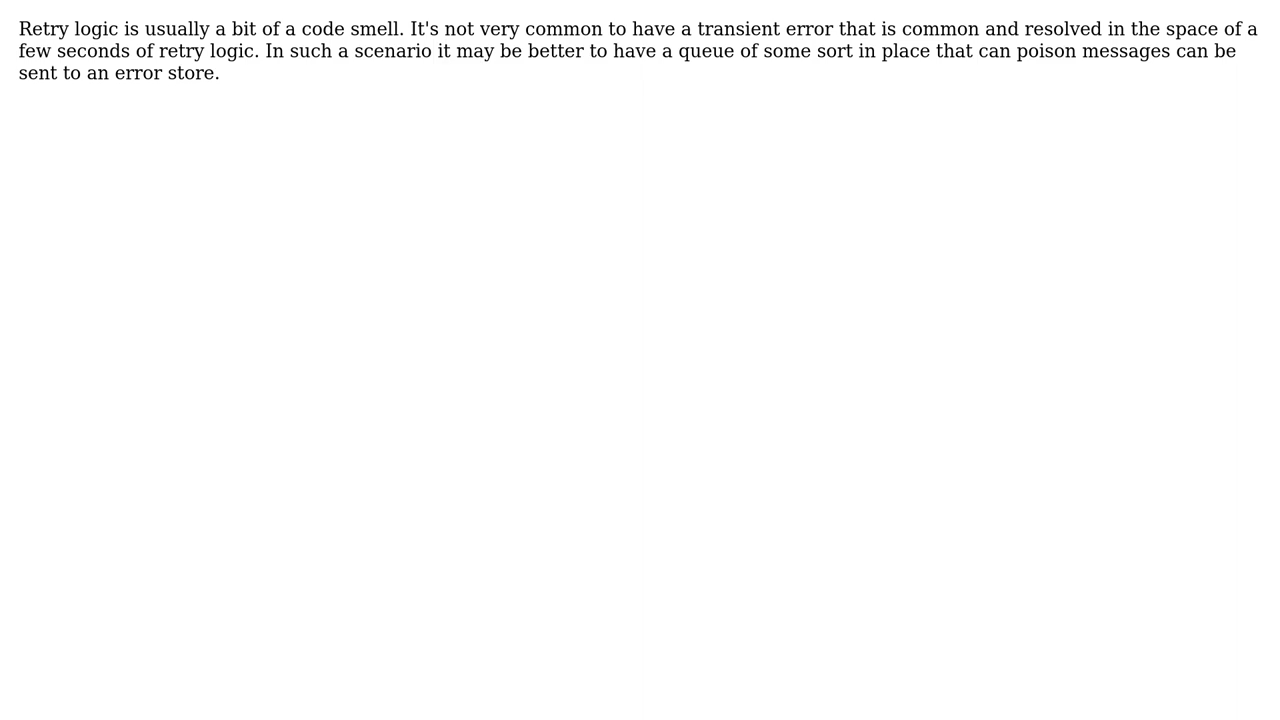 Retry logic is usually a bit of a code smell. It's not very common to have a transient error that is common and resolved in the space of a
few seconds of retry logic. In such a scenario it may be better to have a queue of some sort in place that can poison messages can be
sent to an error store.